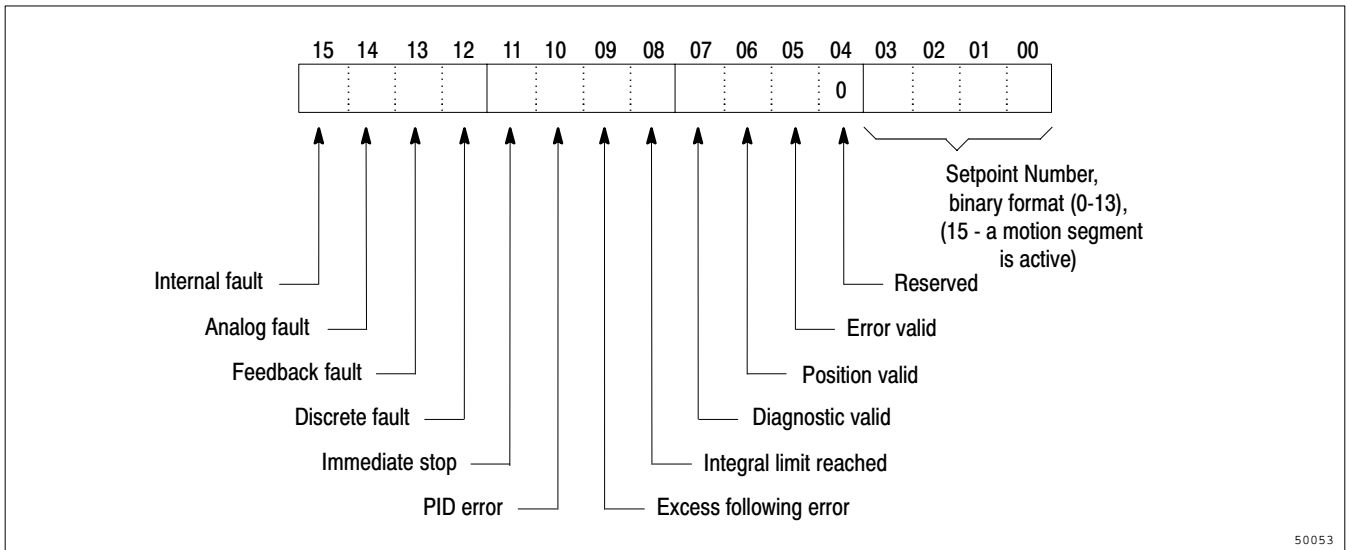 15 14 13 12 11 10 09 08 07 06 05 04 03 02 01 00
0
Setpoint Number,
binary format (0-13),
(15 - a motion segment
is active)
Internal fault
Reserved
Analog fault
Error valid
Feedback fault
Position valid
Discrete fault
Diagnostic valid
Immediate stop
Integral limit reached
PID error
Excess following error
50053